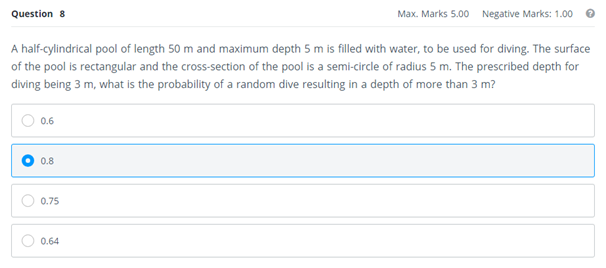 Question 8 Max. Marks 5.00 Negative Marks: 1.00 ?
A half-cylindrical pool of length 50 m and maximum depth 5 m is filled with water, to be used for diving. The surface
of the pool is rectangular and the cross-section of the pool is a semi-circle of radius 5 m. The prescribed depth for
diving being 3 m, what is the probability of a random dive resulting in a depth of more than 3 m?
0.6
0.8
0.75
0.64